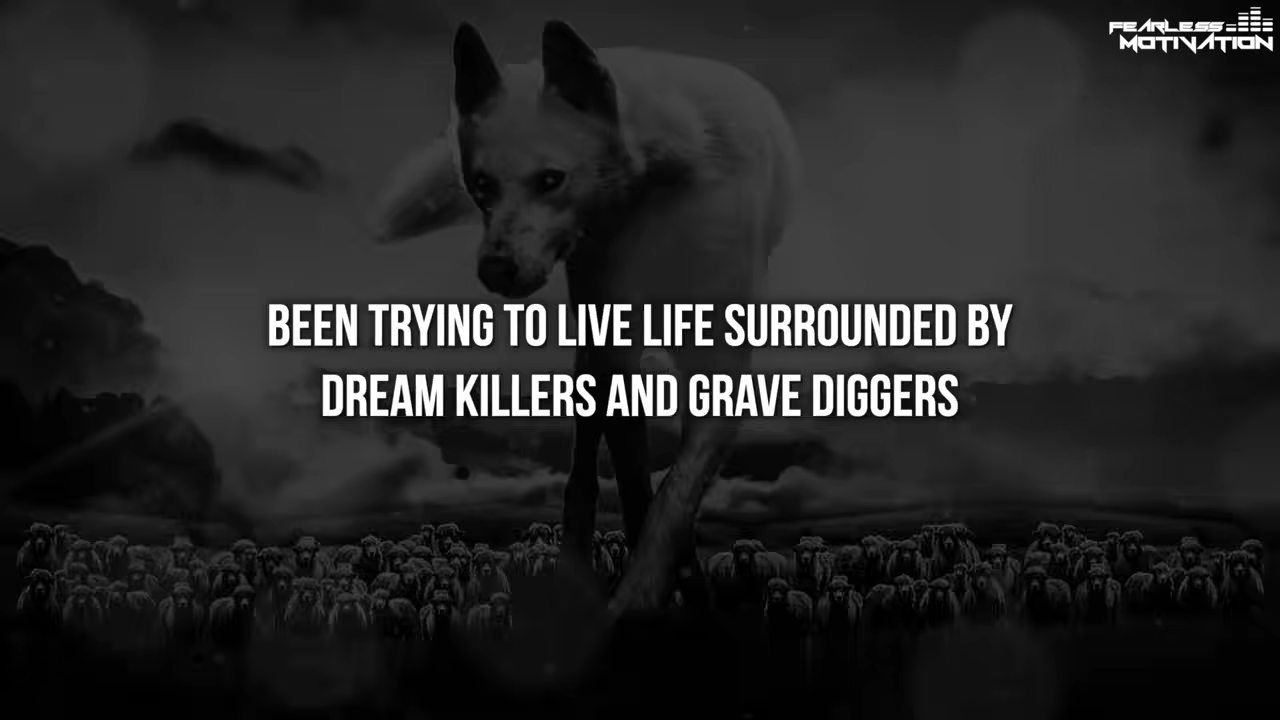 FEARLESS
MOTIVATION
BEEN TRYING TO LIVE LIFE SURROUNDED BY
DREAM KILLERS AND GRAVE DIGGERS